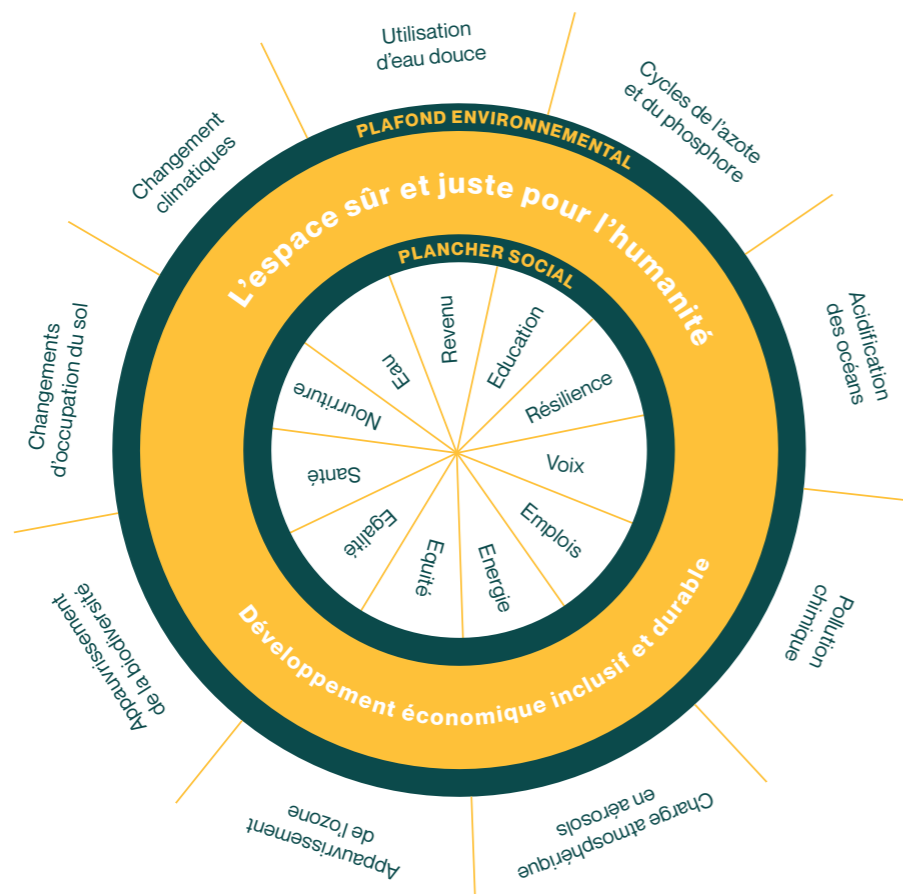 Utilisation
d'eau douce
Cycles de l'azote
et du phosphore
Acidification
des océans
Pollution
chimique
Charge atmosphérique
en aérosols
Appauvrissement
de l'ozone
Appauvrissement
de la biodiversité
Changements
d'occupation du sol
Changement
climatiques
PLAFOND ENVIRONNEMENTAL
L'espace sûr et juste pour l'humanité
PLANCHER SOCIAL
Revenu
Education
Résilience
Voix
Emplois
Energie
Equité
Egalité
Santé
Nourriture
Eau
Développement économique inclusif et durable